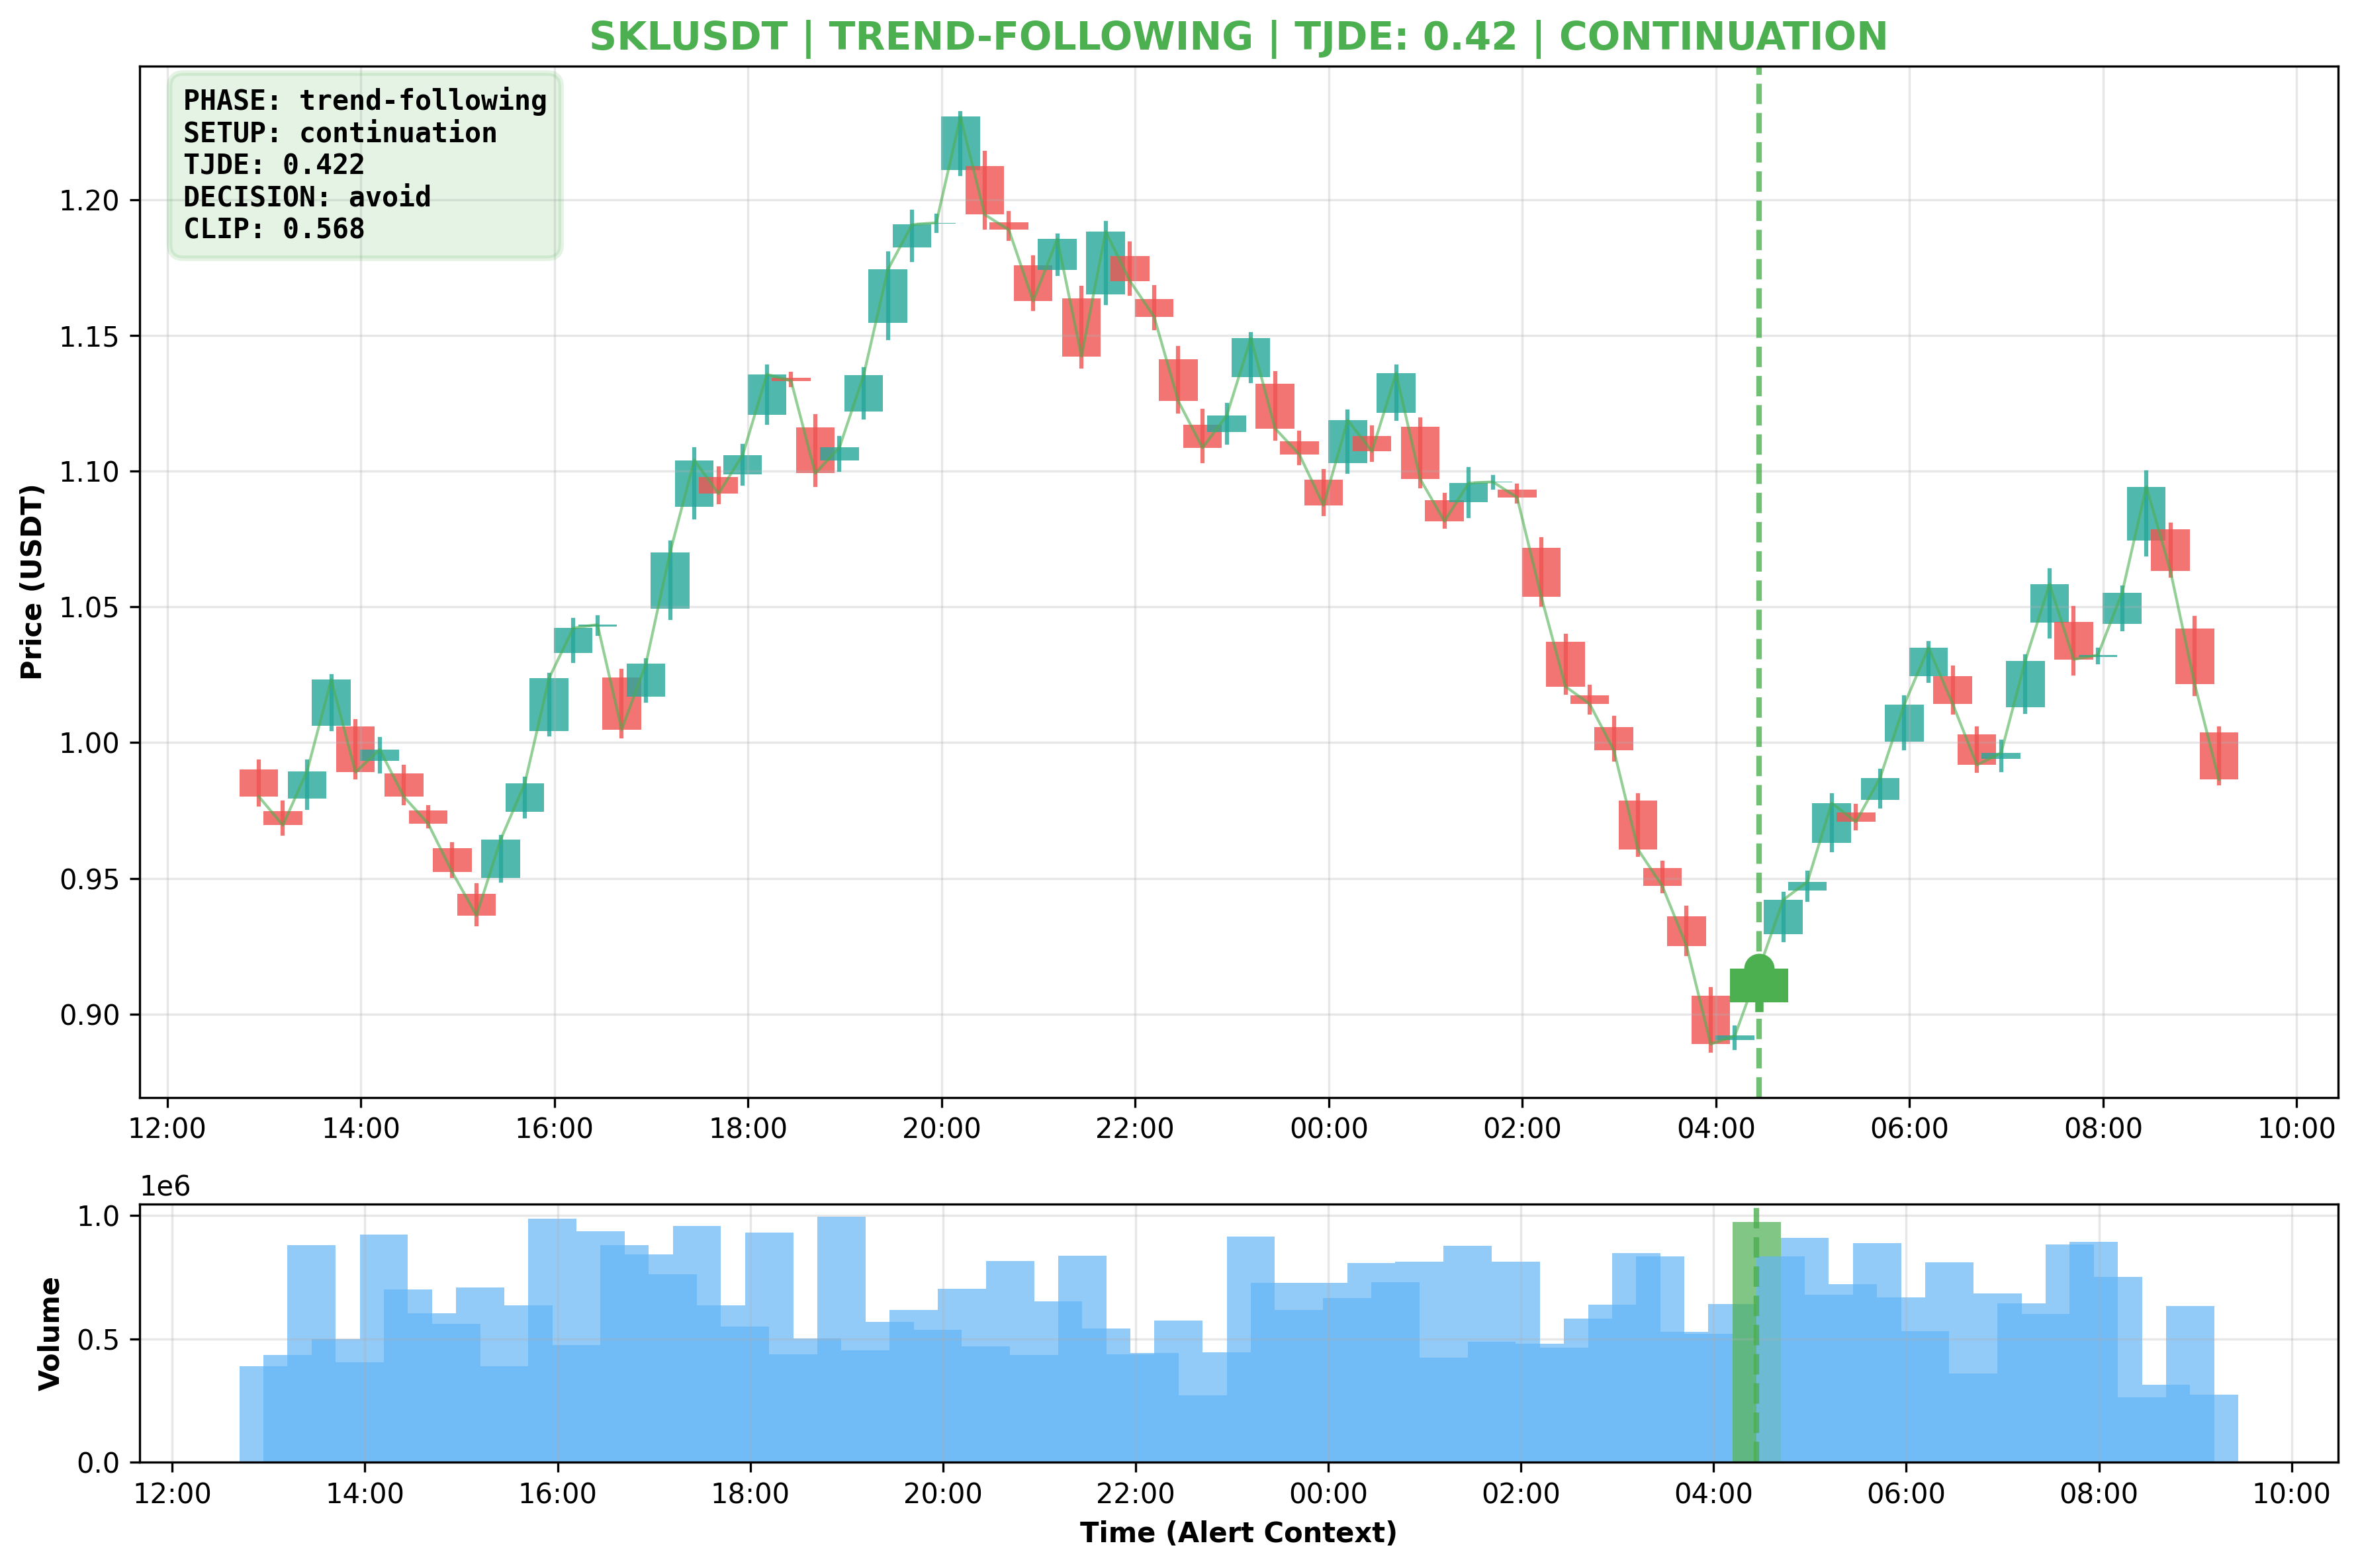 SKLUSDT | TREND-FOLLOWING | TJDE: 0.42 | CONTINUATION
PHASE: trend-following
SETUP: continuation
TJDE: 0.422
DECISION: avoid
CLIP: 0.568
Price (USDT)
1.20
1.15
1.10
1.05
1.00
0.95
0.90
12:00 14:00 16:00 18:00 20:00 22:00 00:00 02:00 04:00 06:00 08:00 10:00
1e6
Volume
1.0
0.5
0.0
12:00 14:00 16:00 18:00 20:00 22:00 00:00 02:00 04:00 06:00 08:00 10:00
Time (Alert Context)